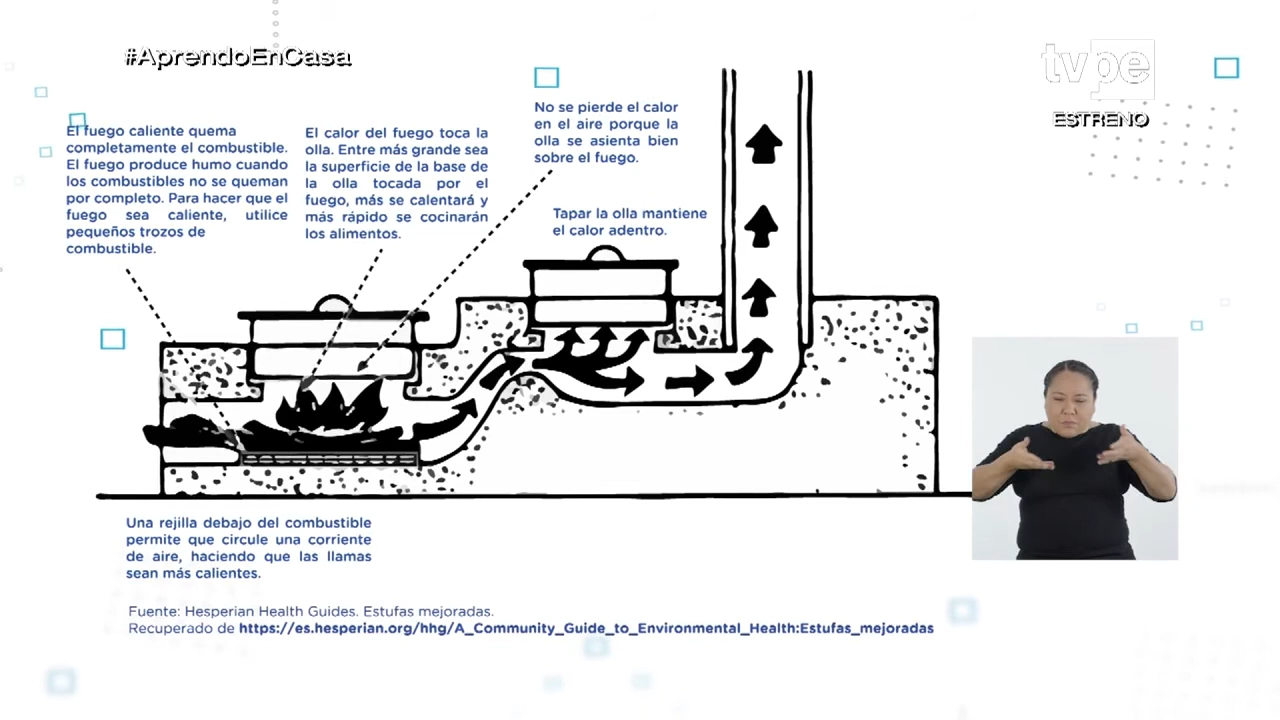 #AprendoEnCasa
tvpe
ESTRENO
El fuego caliente quema
completamente el combustible.
El fuego produce humo cuando
los combustibles no se queman
por completo. Para hacer que el
fuego sea caliente, utilice
pequeños trozos de
combustible.
El calor del fuego toca la
olla. Entre más grande sea
la superficie de la base de
la olla tocada por el
fuego, más se calentará y
más rápido se cocinarán
los alimentos.
No se pierde el calor
en el aire porque la
olla se asienta bien
sobre el fuego.
Tapar la olla mantiene
el calor adentro.
Una rejilla debajo del combustible
permite que circule una corriente
de aire, haciendo que las llamas
sean más calientes.
Fuente: Hesperian Health Guides. Estufas mejoradas.
Recuperado de https://es.hesperian.org/hhg/A_Community_Guide_to_Environmental_Health:Estufas_mejoradas